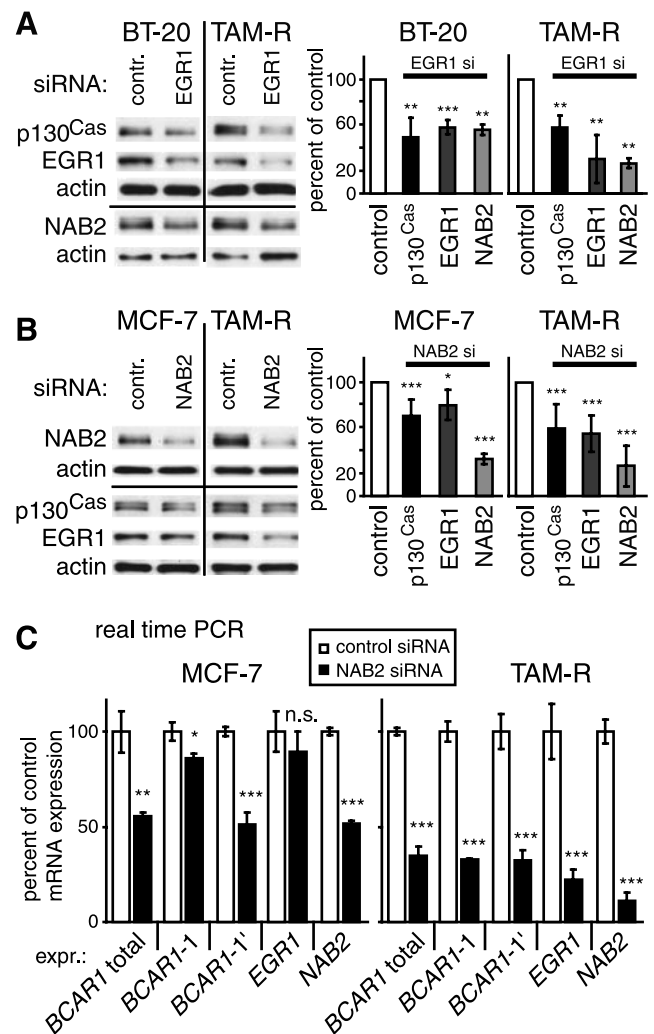 A
BT-20 TAM-R
siRNA: contr. EGR1 contr. EGR1
p130Cas
EGR1
actin
NAB2
actin
BT-20 TAM-R
EGR1 si EGR1 si
percent of control
100
60
20
0
** *** ** ** ** **
control p130Cas EGR1 NAB2 control p130Cas EGR1 NAB2
B
MCF-7 TAM-R
siRNA: contr. NAB2 contr. NAB2
NAB2
actin
p130Cas
EGR1
actin
MCF-7 TAM-R
NAB2 si NAB2 si
percent of control
100
60
20
0
*** * *** *** *** ***
control p130Cas EGR1 NAB2 control p130Cas EGR1 NAB2
C
real time PCR
control siRNA
NAB2 siRNA
MCF-7 TAM-R
percent of control
mRNA expression
100
50
0
** * *** n.s. *** *** *** *** *** ***
expr.: BCAR1 total BCAR1-1 BCAR1-1' EGR1 NAB2 BCAR1 total BCAR1-1 BCAR1-1' EGR1 NAB2